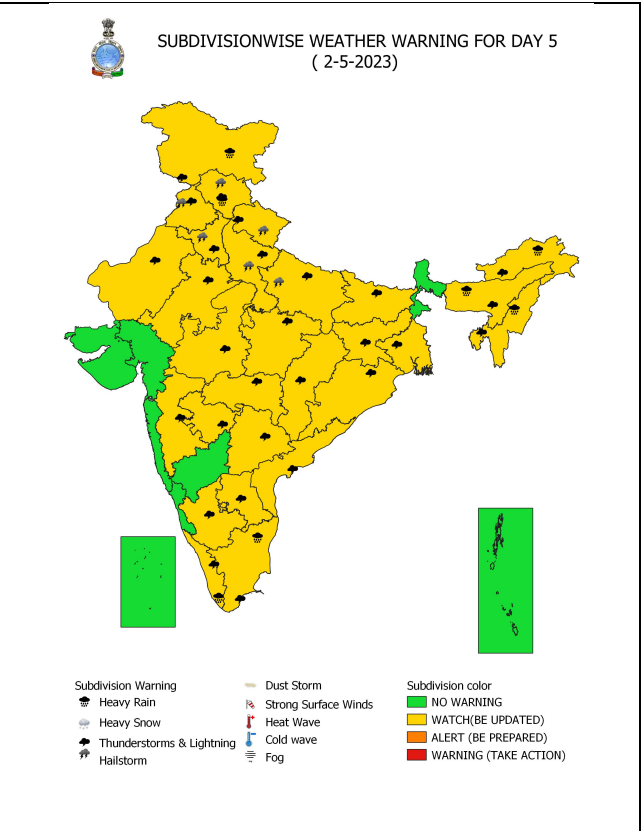 SUBDIVISIONWISE WEATHER WARNING FOR DAY 5
( 2-5-2023)
Subdivision Warning
Heavy Rain
Heavy Snow
Thunderstorms & Lightning
Hailstorm
Dust Storm
Strong Surface Winds
Heat Wave
Cold wave
Fog
Subdivision color
NO WARNING
WATCH(BE UPDATED)
ALERT (BE PREPARED)
WARNING (TAKE ACTION)